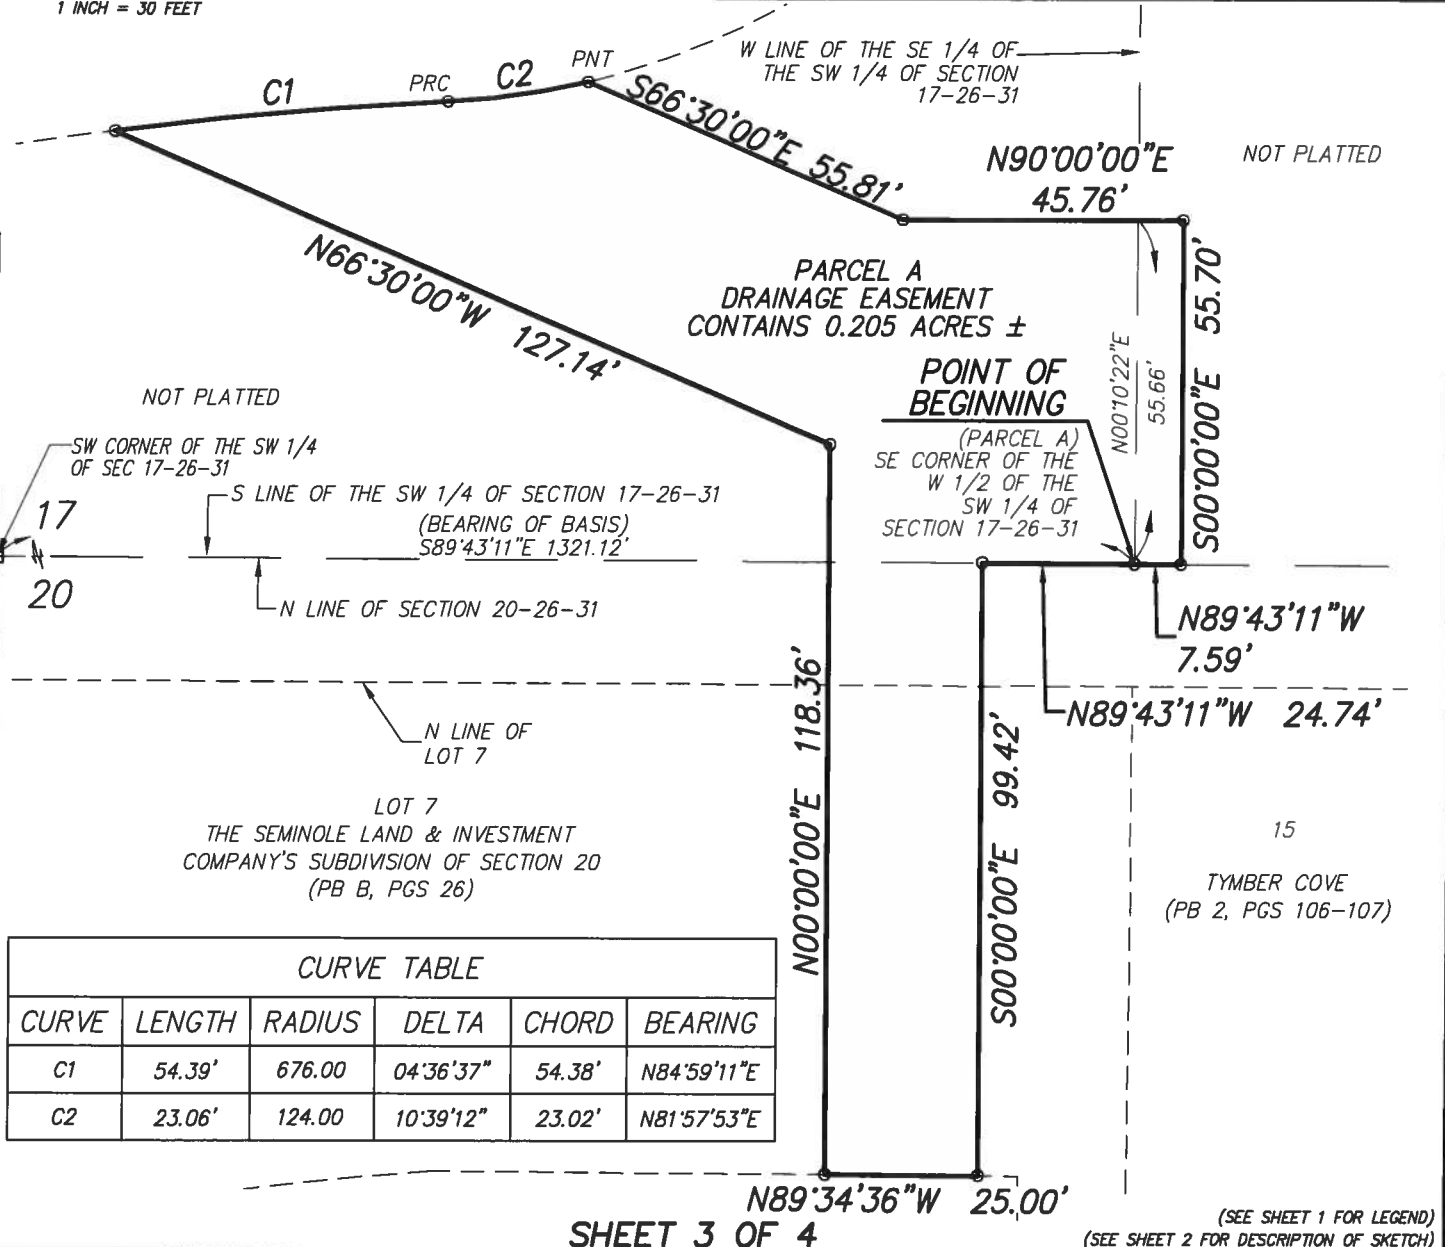 1 INCH = 30 FEET
W LINE OF THE SE 1/4 OF
THE SW 1/4 OF SECTION
17-26-31
PNT
PRC
C2
C1
S66°30'00"E 55.81'
N90°00'00"E
45.76'
NOT PLATTED
N66°30'00"W 127.14'
PARCEL A
DRAINAGE EASEMENT
CONTAINS 0.205 ACRES ±
S00°00'00"E 55.70'
N00°10'22"E
55.66'
POINT OF
BEGINNING
(PARCEL A)
SE CORNER OF THE
W 1/2 OF THE
SW 1/4 OF
SECTION 17-26-31
NOT PLATTED
SW CORNER OF THE SW 1/4
OF SEC 17-26-31
17
20
S LINE OF THE SW 1/4 OF SECTION 17-26-31
(BEARING OF BASIS)
S89°43'11"E 1321.12'
N LINE OF SECTION 20-26-31
N89°43'11"W
7.59'
N89°43'11"W 24.74'
N LINE OF
LOT 7
N00°00'00"E 118.36'
S00°00'00"E 99.42'
LOT 7
THE SEMINOLE LAND & INVESTMENT
COMPANY'S SUBDIVISION OF SECTION 20
(PB B, PGS 26)
15
TYMBER COVE
(PB 2, PGS 106-107)
CURVE TABLE
CURVE LENGTH RADIUS DELTA CHORD BEARING
C1 54.39' 676.00 04°36'37" 54.38' N84°59'11"E
C2 23.06' 124.00 10°39'12" 23.02' N81°57'53"E
N89°34'36"W 25.00'
SHEET 3 OF 4
(SEE SHEET 1 FOR LEGEND)
(SEE SHEET 2 FOR DESCRIPTION OF SKETCH)